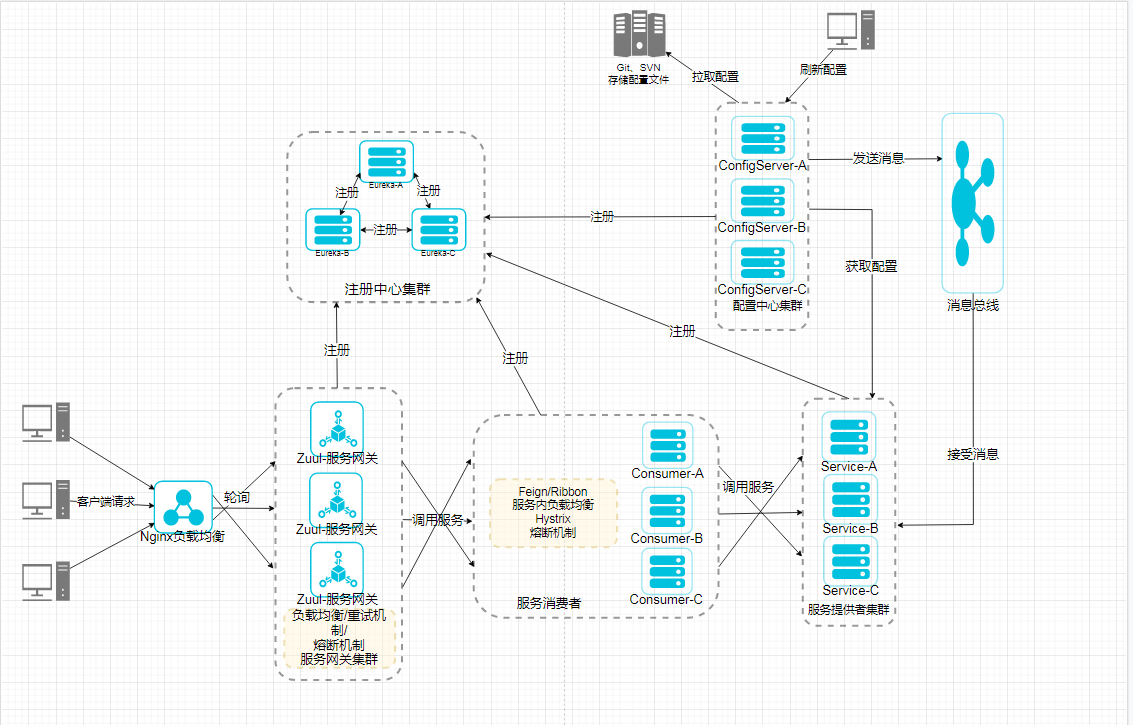 Git、SVN
存储配置文件
拉取配置
刷新配置
ConfigServer-A
ConfigServer-B
ConfigServer-C
配置中心集群
发送消息
获取配置
消息总线
接受消息
Eureka-A
注册
注册
注册
Eureka-B
Eureka-C
注册中心集群
注册
注册
注册
注册
客户端请求
Nginx负载均衡
轮询
Zuul-服务网关
Zuul-服务网关
Zuul-服务网关
负载均衡/重试机
制/
熔断机制
服务网关集群
调用服务
Feign/Ribbon
服务内负载均衡
Hystrix
熔断机制
Consumer-A
Consumer-B
Consumer-C
服务消费者
调用服务
Service-A
Service-B
Service-C
服务提供者集群